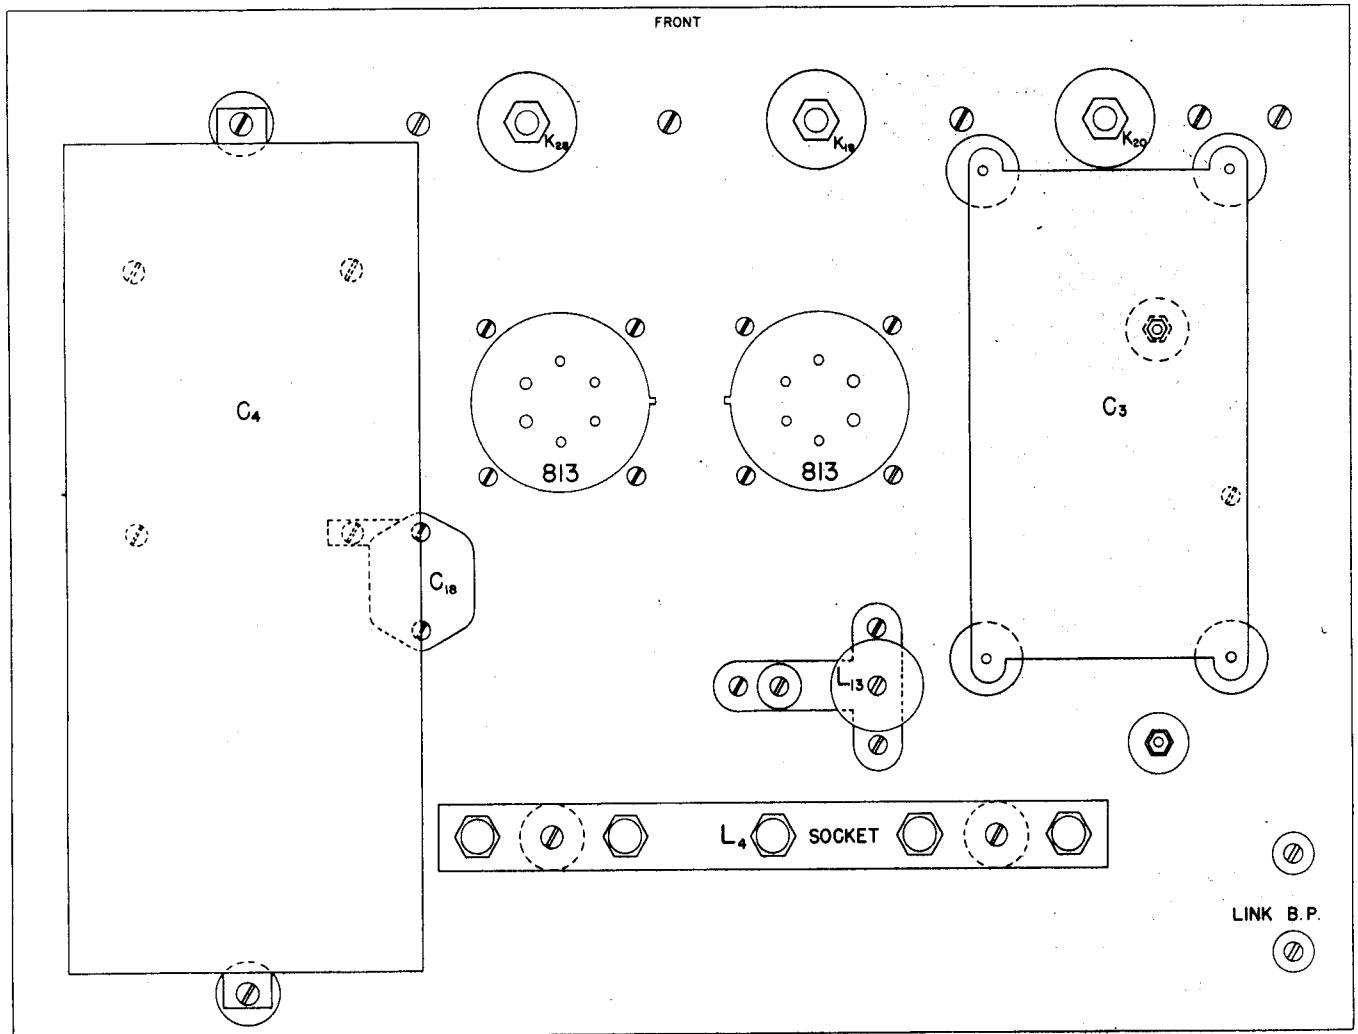 FRONT
K₂₈
K₁₉
K₂₀
C₄
C₃
813
813
C₁₈
L₁₃
L₄ SOCKET
LINK B.P.